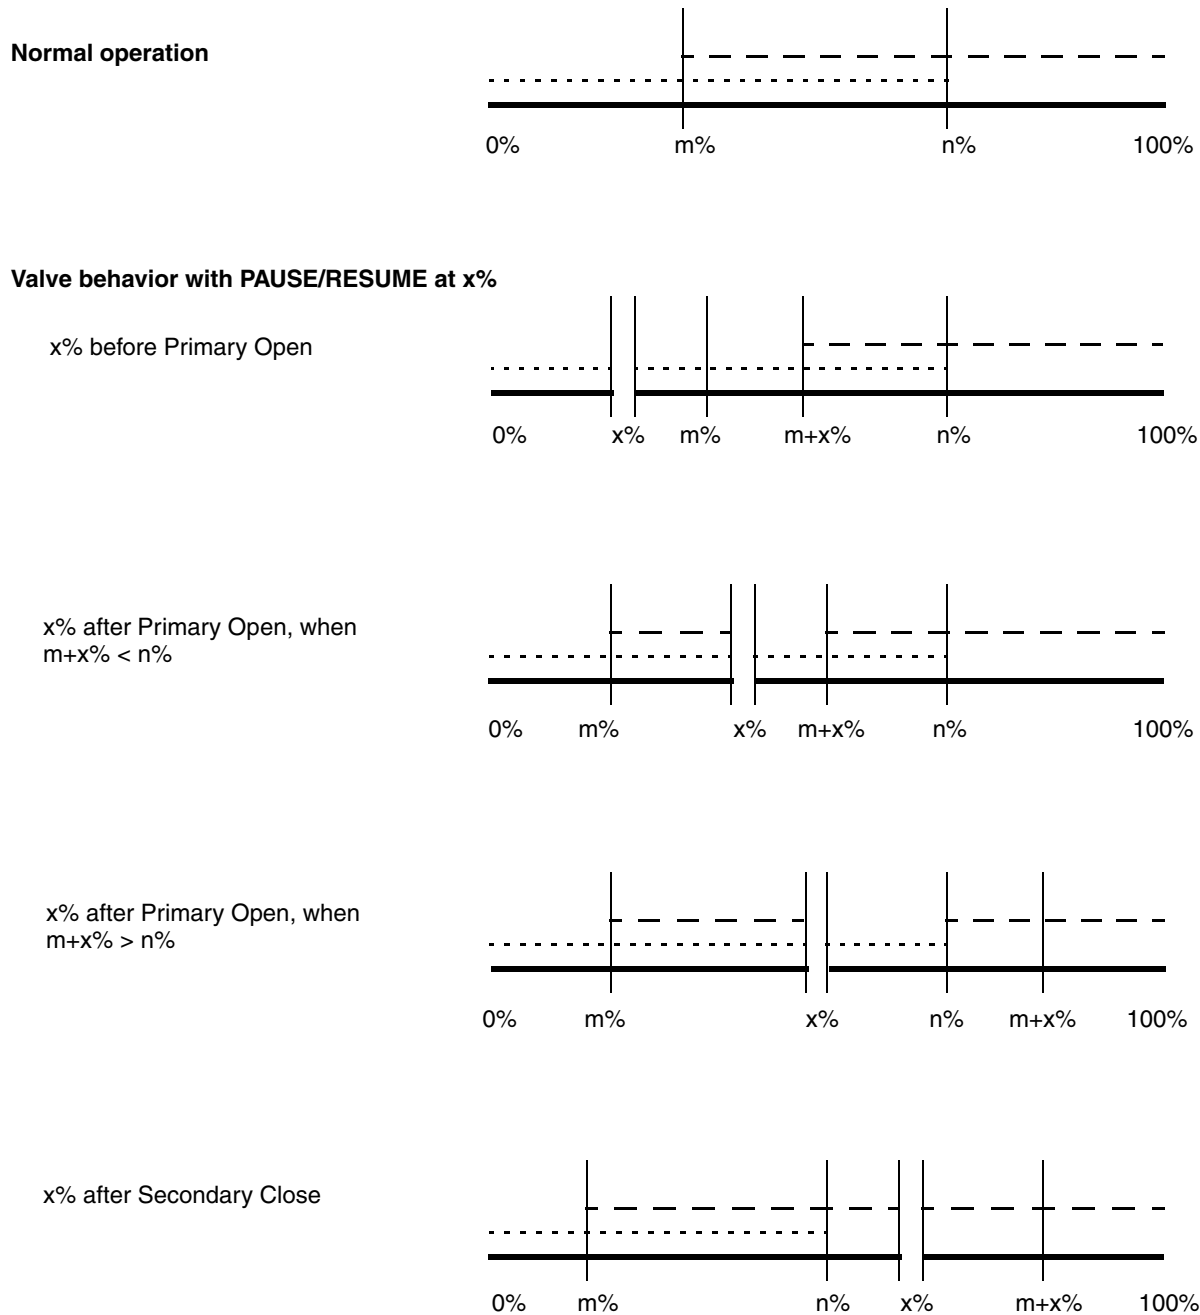 Normal operation
0% m% n% 100%
Valve behavior with PAUSE/RESUME at x%
x% before Primary Open
0% x% m% m+x% n% 100%
x% after Primary Open, when
m+x% < n%
0% m% x% m+x% n% 100%
x% after Primary Open, when
m+x% > n%
0% m% x% n% m+x% 100%
x% after Secondary Close
0% m% n% x% m+x% 100%